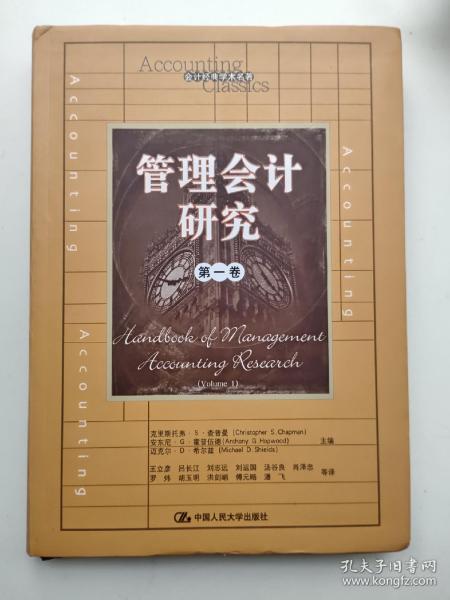 Accounting
会计经典学术名著
Classics
Accounting
Accounting
Accounting
管理会计
研究
第一卷
Handbook of Management
Accounting Research
(Volume 1)
克里斯托弗·S·查普曼 (Christopher S. Chapman)
安东尼·G·霍普伍德 (Anthony G. Hopwood) 主编
迈克尔·D·希尔兹 (Michael D. Shields)
王立彦 吕长江 刘志远 刘运国 汤谷良 肖泽忠
罗炜 胡玉明 洪剑峭 傅元略 潘飞 等译
中国人民大学出版社
孔夫子旧书网
www.kongfz.com